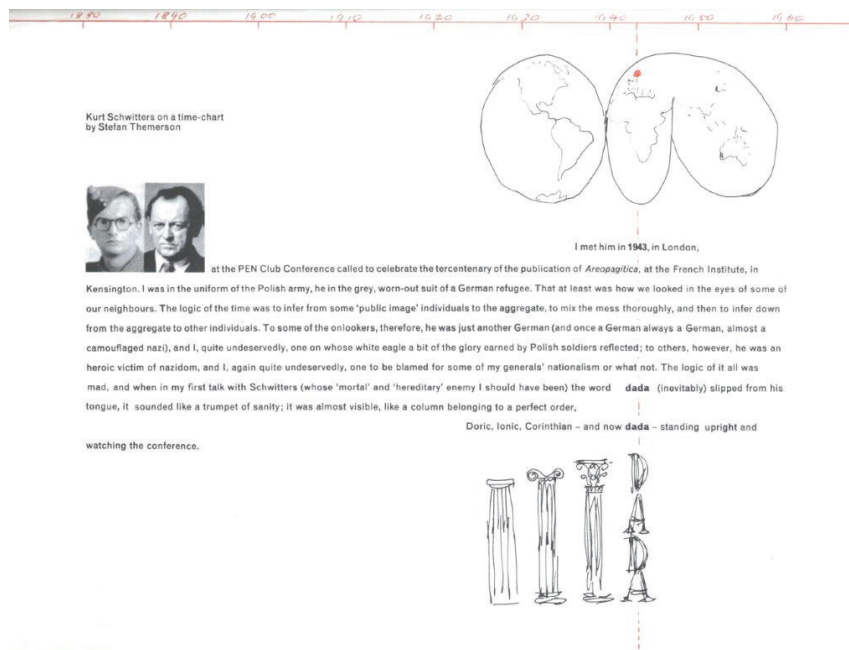 1880 1890 1900 1910 1920 1930 1940 1950 1960
Kurt Schwitters on a time-chart
by Stefan Themerson
I met him in 1943, in London,
at the PEN Club Conference called to celebrate the tercentenary of the publication of Areopagitica, at the French Institute, in
Kensington. I was in the uniform of the Polish army, he in the grey, worn-out suit of a German refugee. That at least was how we looked in the eyes of some of
our neighbours. The logic of the time was to infer from some 'public image' individuals to the aggregate, to mix the mess thoroughly, and then to infer down
from the aggregate to other individuals. To some of the onlookers, therefore, he was just another German (and once a German always a German, almost a
camouflaged nazi), and I, quite undeservedly, one on whose white eagle a bit of the glory earned by Polish soldiers reflected; to others, however, he was an
heroic victim of nazidom, and I, again quite undeservedly, one to be blamed for some of my generals' nationalism or what not. The logic of it all was
mad, and when in my first talk with Schwitters (whose 'mortal' and 'hereditary' enemy I should have been) the word dada (inevitably) slipped from his
tongue, it sounded like a trumpet of sanity; it was almost visible, like a column belonging to a perfect order,
Doric, Ionic, Corinthian – and now dada – standing upright and
watching the conference.
D
A
D
A